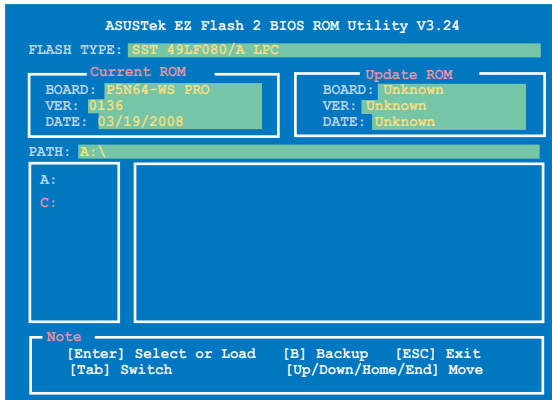 ASUSTek EZ Flash 2 BIOS ROM Utility V3.24
FLASH TYPE: SST 49LF080/A LPC
Current ROM
BOARD: P5N64-WS PRO
VER: 0136
DATE: 03/19/2008
Update ROM
BOARD: Unknown
VER: Unknown
DATE: Unknown
PATH: A:\
A:
C:
Note
[Enter] Select or Load [B] Backup [ESC] Exit
[Tab] Switch [Up/Down/Home/End] Move